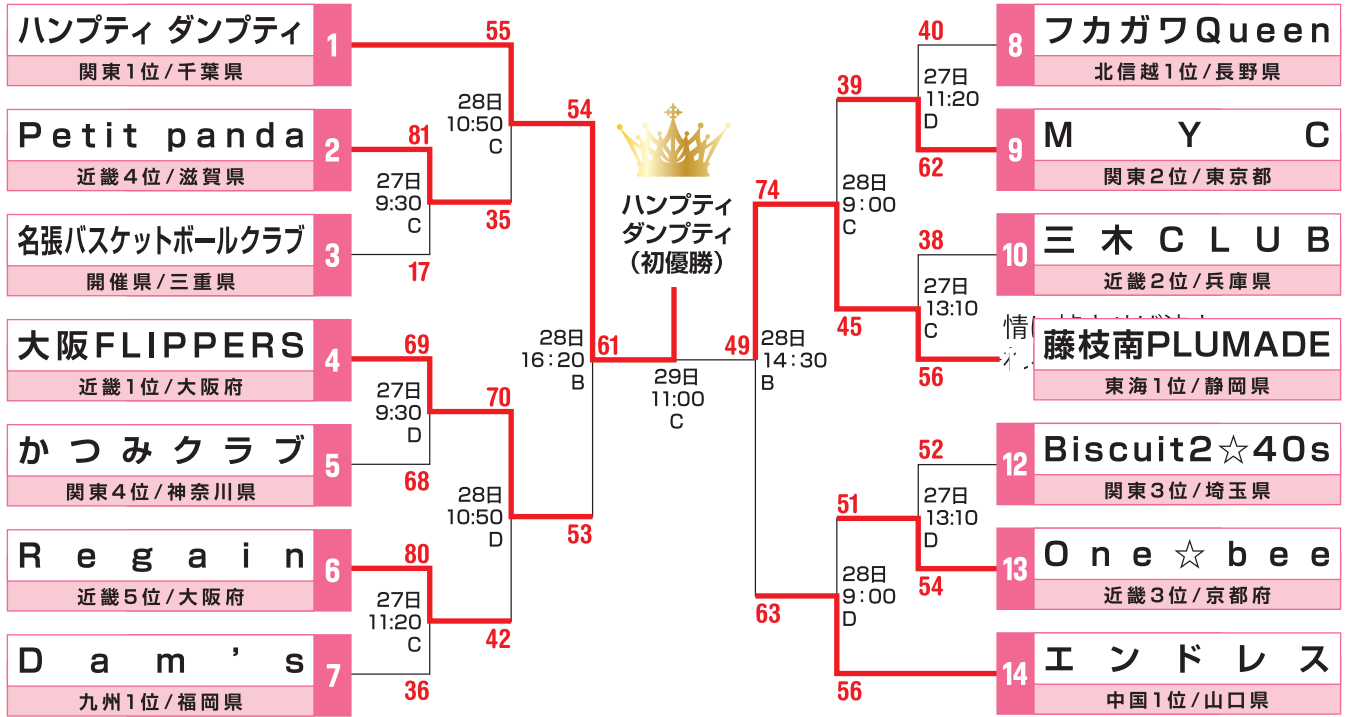 ハンプティ ダンプティ
1
関東1位/千葉県
Petit panda
2
近畿4位/滋賀県
名張バスケットボールクラブ
3
開催県/三重県
大阪FLIPPERS
4
近畿1位/大阪府
かつみクラブ
5
関東4位/神奈川県
Regain
6
近畿5位/大阪府
Dam's
7
九州1位/福岡県
81
27日
9:30
C
17
69
27日
9:30
D
68
80
27日
11:20
C
36
55
28日
10:50
C
35
70
28日
10:50
D
42
54
28日
16:20
B
53
ハンプティ
ダンプティ
(初優勝)
61
49
29日
11:00
C
74
28日
14:30
B
63
39
28日
9:00
C
45
51
28日
9:00
D
56
40
27日
11:20
D
62
38
27日
13:10
C
56
52
27日
13:10
D
54
8
フカガワQueen
北信越1位/長野県
9
MYC
関東2位/東京都
10
三木CLUB
近畿2位/兵庫県
藤枝南PLUMADE
東海1位/静岡県
12
Biscuit2☆40s
関東3位/埼玉県
13
One☆bee
近畿3位/京都府
14
エンドレス
中国1位/山口県